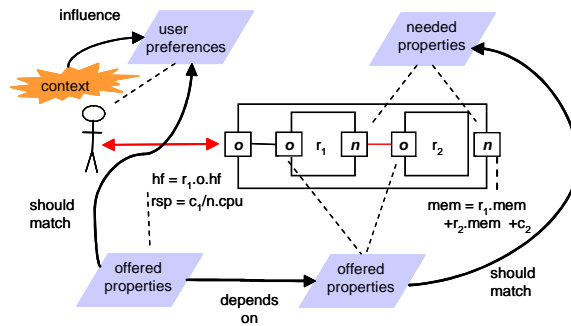 influence
user
preferences
needed
properties
context
o
o
r1
n
o
r2
n
should
match
hf = r1.o.hf
rsp = c1/n.cpu
mem = r1.mem
+r2.mem +c2
offered
properties
depends
on
offered
properties
should
match